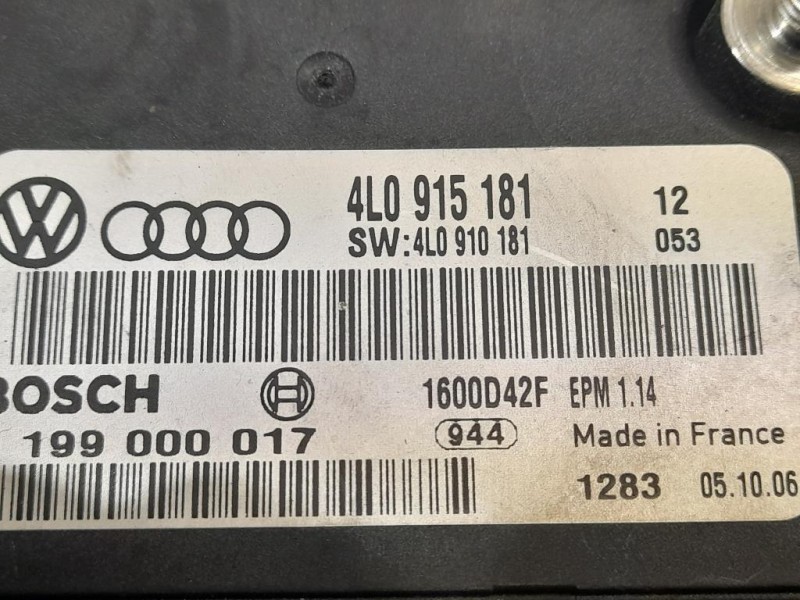 4L0 915 181 12
SW:4L0 910 181 053
BOSCH 1600D42F EPM 1.14
199 000 017 944 Made in France
1283 05.10.06